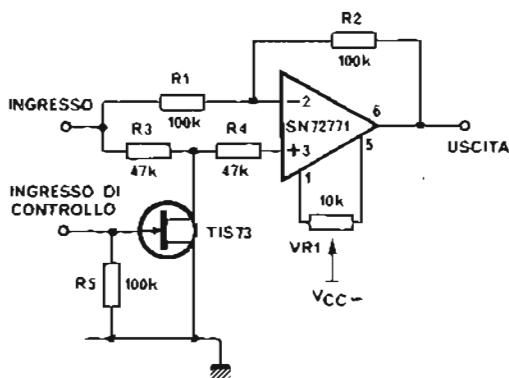 R2
100k
R1
100k
INGRESSO
R3
47k
R4
47k
2
SN72771
3
6
5
1
USCITA
INGRESSO DI
CONTROLLO
TIS73
10k
VR1
VCC-
R5
100k